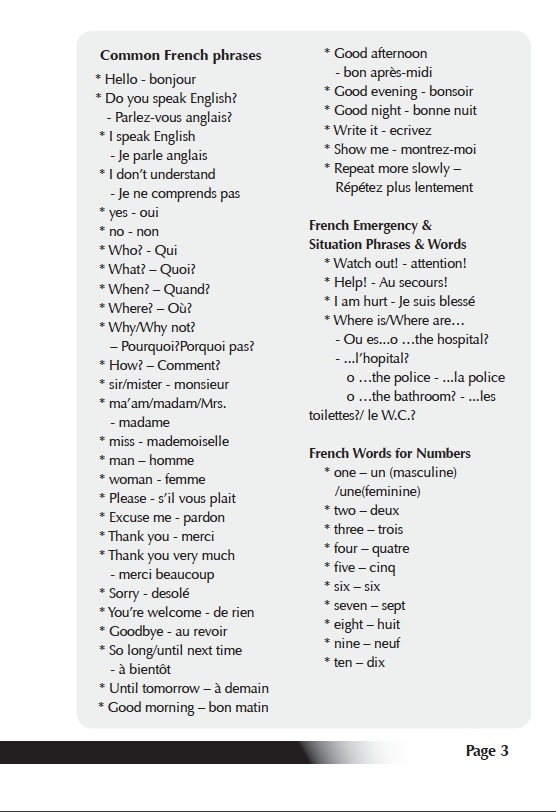 Common French phrases
* Hello - bonjour
* Do you speak English?
- Parlez-vous anglais?
* I speak English
- Je parle anglais
* I don't understand
- Je ne comprends pas
* yes - oui
* no - non
* Who? - Qui
* What? – Quoi?
* When? – Quand?
* Where? – Où?
* Why/Why not?
– Pourquoi?Porquoi pas?
* How? – Comment?
* sir/mister - monsieur
* ma'am/madam/Mrs.
- madame
* miss - mademoiselle
* man – homme
* woman - femme
* Please - s'il vous plait
* Excuse me - pardon
* Thank you - merci
* Thank you very much
- merci beaucoup
* Sorry - desolé
* You're welcome - de rien
* Goodbye - au revoir
* So long/until next time
- à bientôt
* Until tomorrow – à demain
* Good morning – bon matin
* Good afternoon
- bon après-midi
* Good evening - bonsoir
* Good night - bonne nuit
* Write it - ecrivez
* Show me - montrez-moi
* Repeat more slowly –
Répétez plus lentement
French Emergency &
Situation Phrases & Words
* Watch out! - attention!
* Help! - Au secours!
* I am hurt - Je suis blessé
* Where is/Where are…
- Ou es...o …the hospital?
- ...l'hopital?
o …the police - ...la police
o …the bathroom? - ...les
toilettes?/ le W.C.?
French Words for Numbers
* one – un (masculine)
/une(feminine)
* two – deux
* three – trois
* four – quatre
* five – cinq
* six – six
* seven – sept
* eight – huit
* nine – neuf
* ten – dix
Page 3